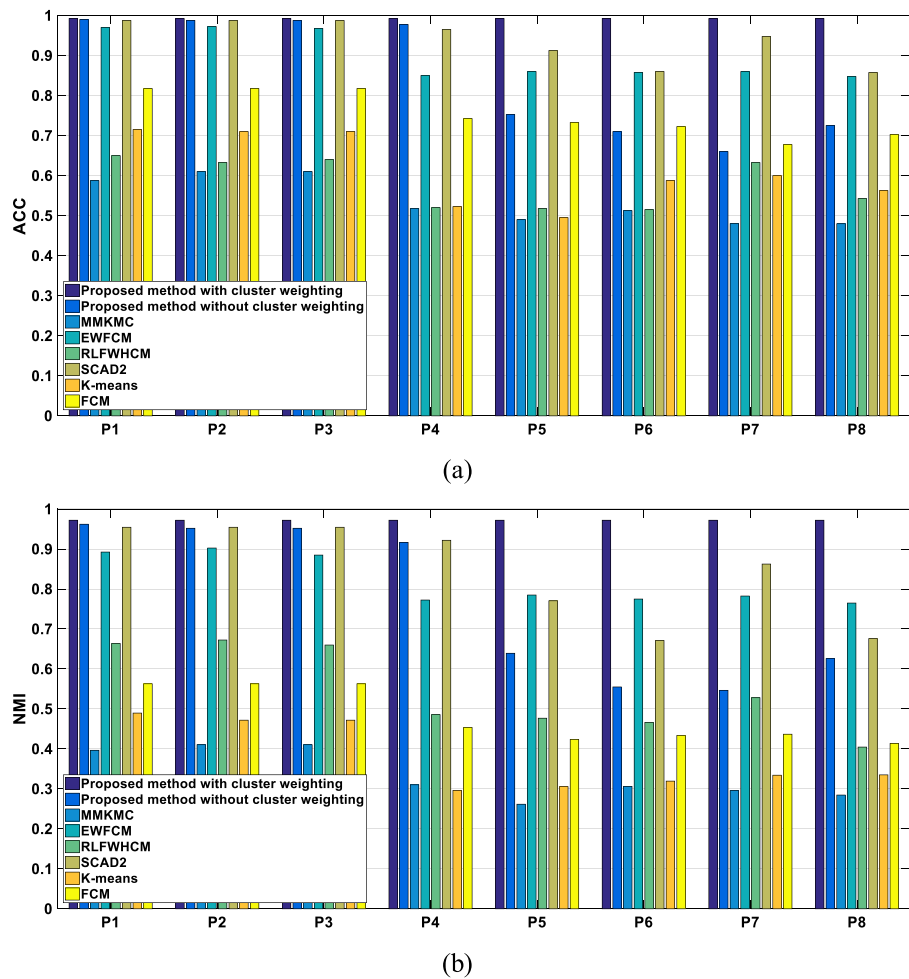 1
0.9
0.8
0.7
0.6
0.5
0.4
0.3
0.2
0.1
0
ACC
Proposed method with cluster weighting
Proposed method without cluster weighting
MMKMC
EWFCM
RLFWHCM
SCAD2
K-means
FCM
P1 P2 P3 P4 P5 P6 P7 P8
(a)
1
0.9
0.8
0.7
0.6
0.5
0.4
0.3
0.2
0.1
0
NMI
Proposed method with cluster weighting
Proposed method without cluster weighting
MMKMC
EWFCM
RLFWHCM
SCAD2
K-means
FCM
P1 P2 P3 P4 P5 P6 P7 P8
(b)